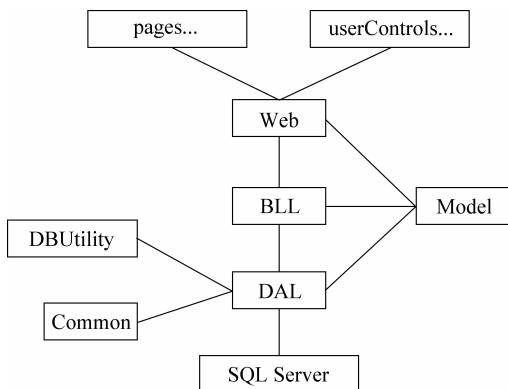 pages...
userControls...
Web
BLL
Model
DBUtility
DAL
Common
SQL Server